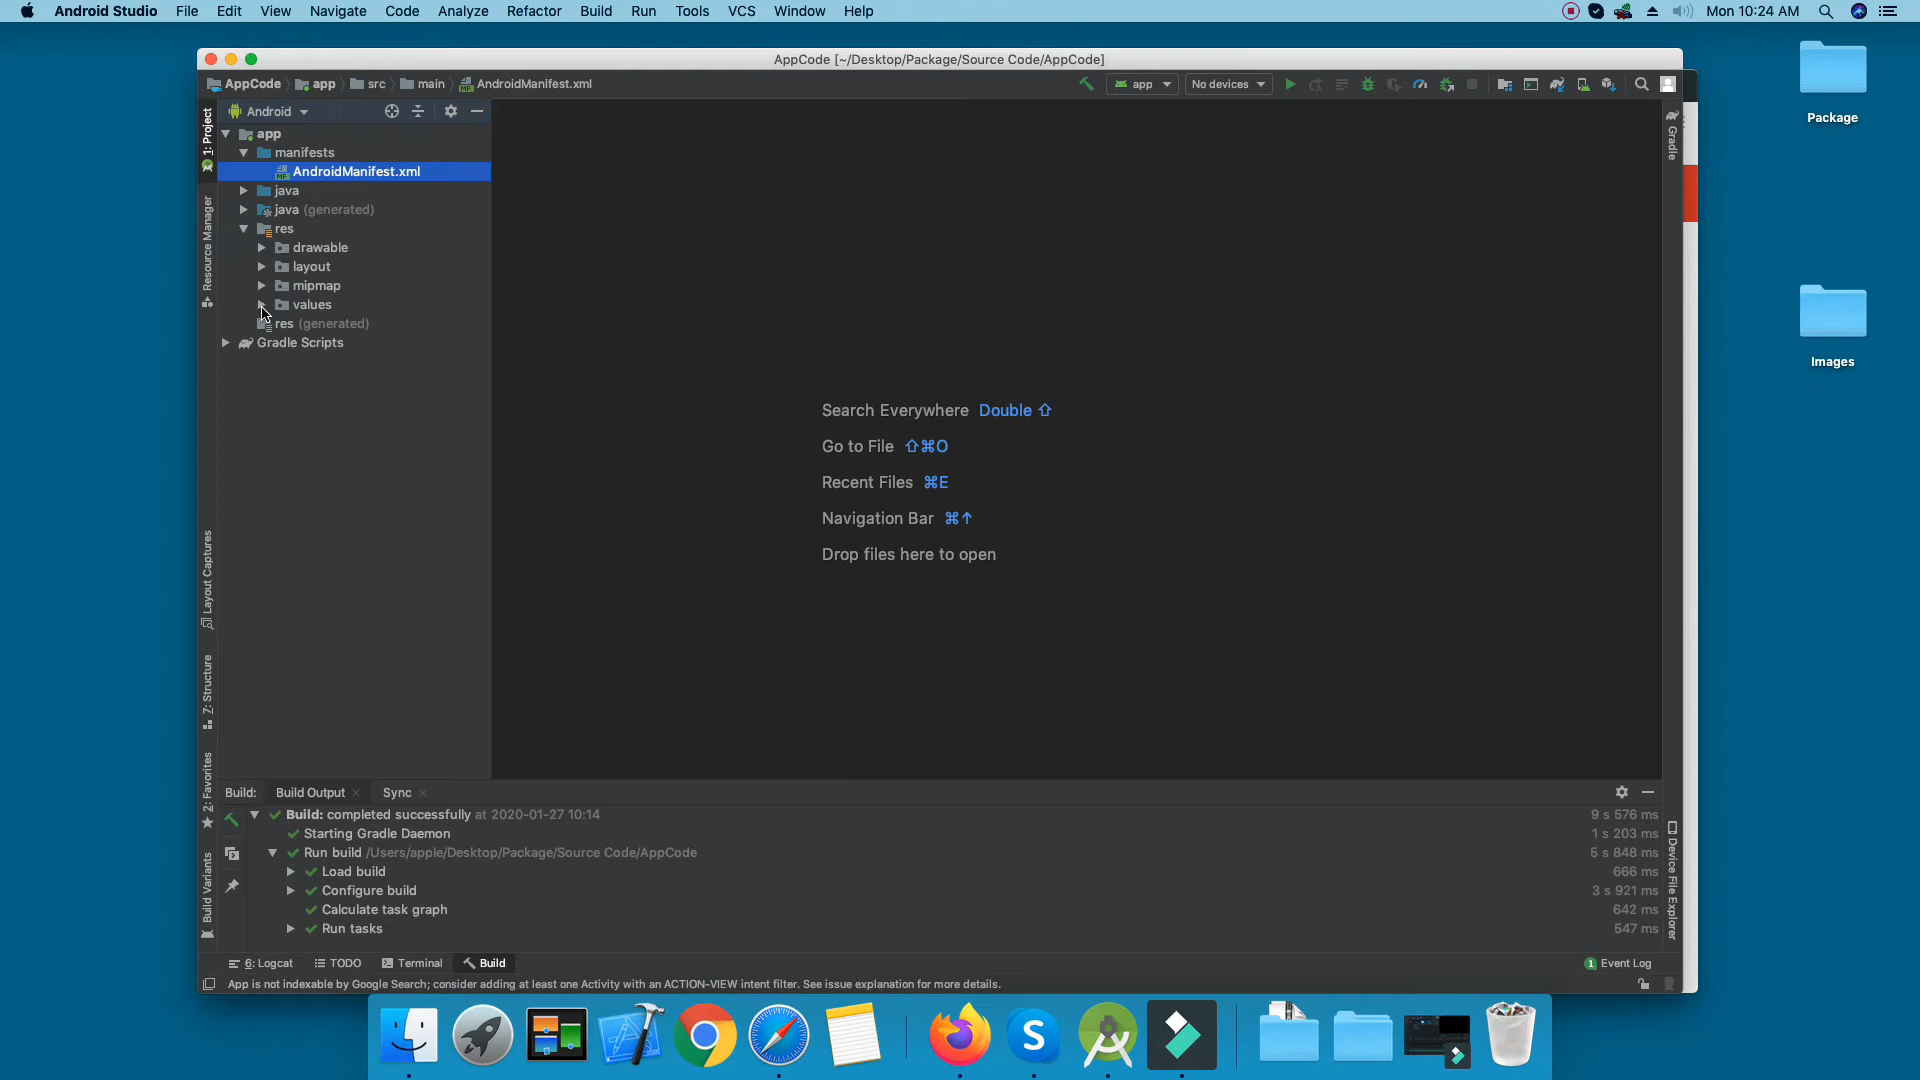 Android Studio File Edit View Navigate Code Analyze Refactor Build Run Tools VCS Window Help Mon 10:24 AM
AppCode [~/Desktop/Package/Source Code/AppCode]
AppCode app src main AndroidManifest.xml app No devices
Android
app
manifests
AndroidManifest.xml
java
java (generated)
res
drawable
layout
mipmap
values
res (generated)
Gradle Scripts
1: Project
Resource Manager
Layout Captures
7: Structure
2: Favorites
Build Variants
Search Everywhere Double ⇧
Go to File ⇧⌘O
Recent Files ⌘E
Navigation Bar ⌘↑
Drop files here to open
Gradle
Device File Explorer
Package
Images
Build: Build Output × Sync ×
Build: completed successfully at 2020-01-27 10:14 9 s 576 ms
Starting Gradle Daemon 1 s 203 ms
Run build /Users/apple/Desktop/Package/Source Code/AppCode 5 s 848 ms
Load build 666 ms
Configure build 3 s 921 ms
Calculate task graph 642 ms
Run tasks 547 ms
6: Logcat TODO Terminal Build 1 Event Log
App is not indexable by Google Search; consider adding at least one Activity with an ACTION-VIEW intent filter. See issue explanation for more details.